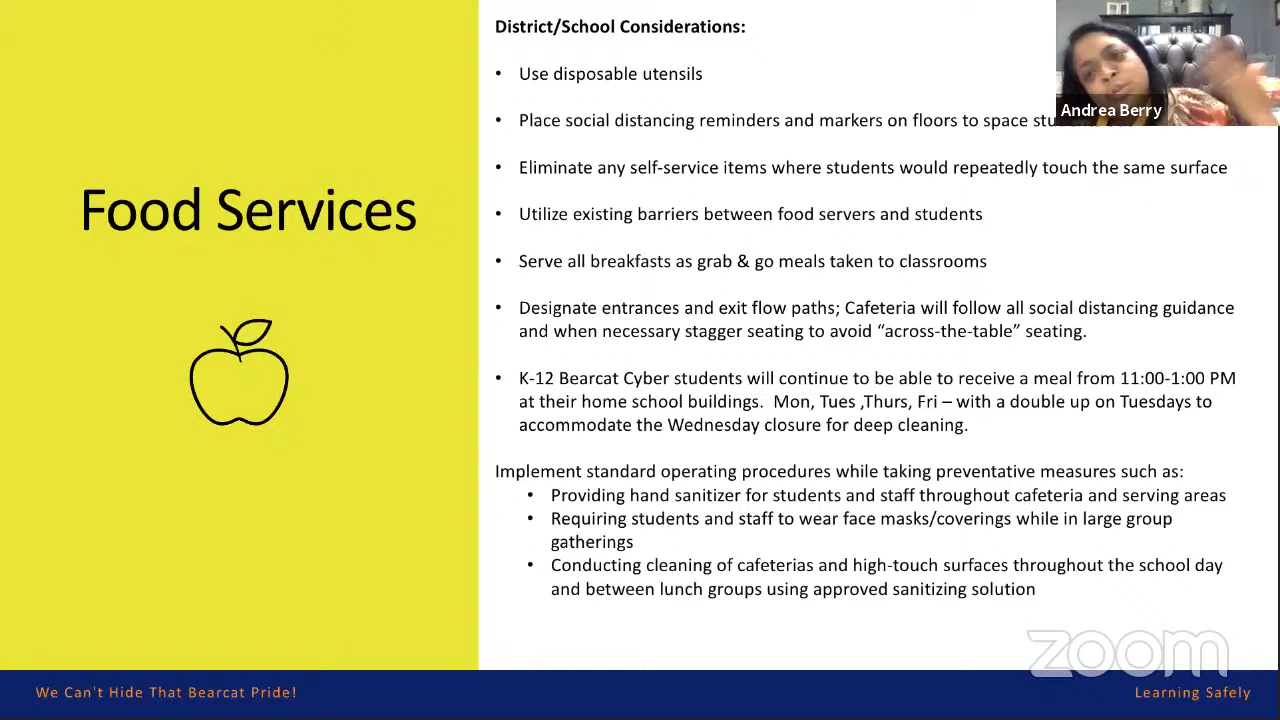 District/School Considerations:
• Use disposable utensils
Andrea Berry
• Place social distancing reminders and markers on floors to space
• Eliminate any self-service items where students would repeatedly touch the same surface
Food Services
• Utilize existing barriers between food servers and students
• Serve all breakfasts as grab & go meals taken to classrooms
• Designate entrances and exit flow paths; Cafeteria will follow all social distancing guidance
and when necessary stagger seating to avoid “across-the-table” seating.
• K-12 Bearcat Cyber students will continue to be able to receive a meal from 11:00-1:00 PM
at their home school buildings. Mon, Tues ,Thurs, Fri – with a double up on Tuesdays to
accommodate the Wednesday closure for deep cleaning.
Implement standard operating procedures while taking preventative measures such as:
• Providing hand sanitizer for students and staff throughout cafeteria and serving areas
• Requiring students and staff to wear face masks/coverings while in large group
gatherings
• Conducting cleaning of cafeterias and high-touch surfaces throughout the school day
and between lunch groups using approved sanitizing solution
zoom
We Can't Hide That Bearcat Pride!
Learning Safely